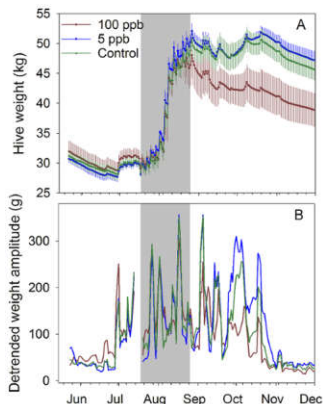 100 ppb
5 ppb
Control
A
Hive weight (kg)
55
50
45
40
35
30
25
B
Detrended weight amplitude (g)
300
200
100
0
Jun Jul Aug Sep Oct Nov Dec